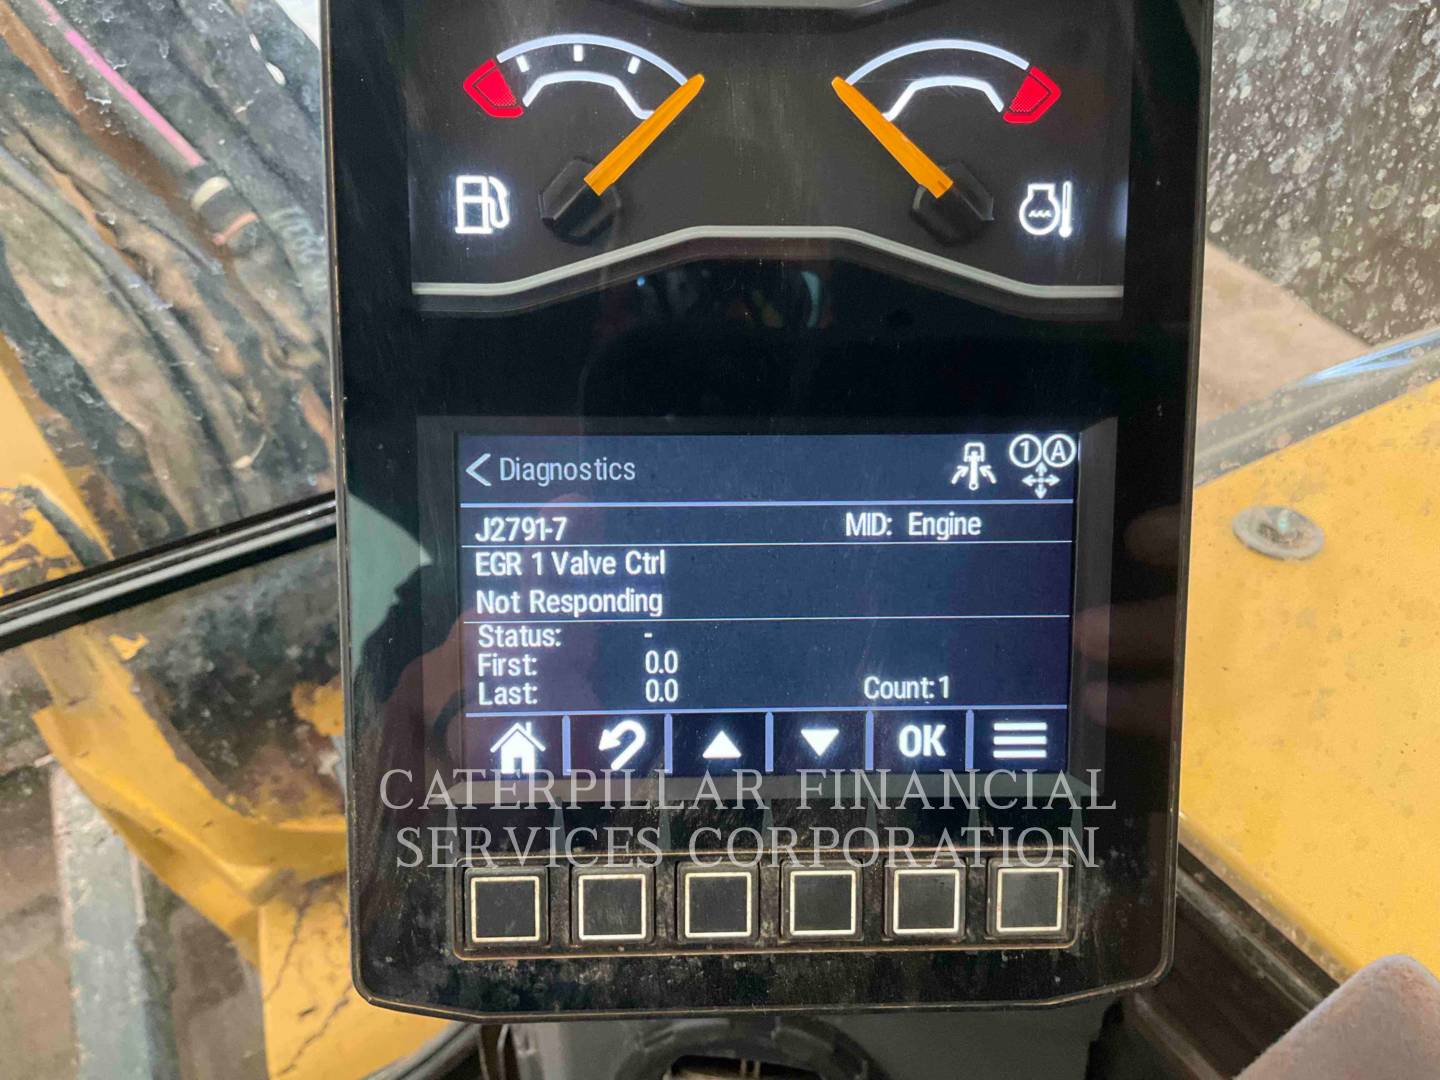 Diagnostics
1 A
J2791-7 MID: Engine
EGR 1 Valve Ctrl
Not Responding
Status: -
First: 0.0
Last: 0.0 Count:1
OK
CATERPILLAR FINANCIAL
SERVICES CORPORATION